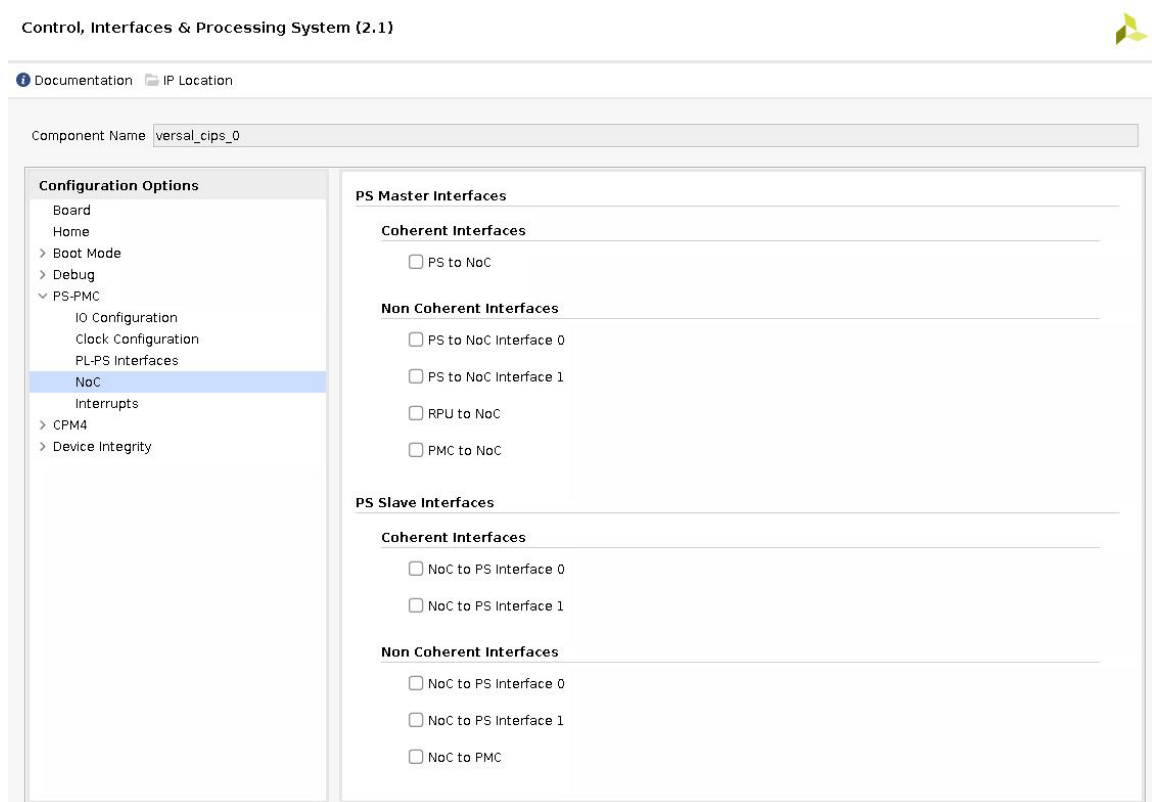 Control, Interfaces & Processing System (2.1)
Documentation IP Location
Component Name versal_cips_0
Configuration Options
Board
Home
Boot Mode
Debug
PS-PMC
IO Configuration
Clock Configuration
PL-PS Interfaces
NoC
Interrupts
CPM4
Device Integrity
PS Master Interfaces
Coherent Interfaces
PS to NoC
Non Coherent Interfaces
PS to NoC Interface 0
PS to NoC Interface 1
RPU to NoC
PMC to NoC
PS Slave Interfaces
Coherent Interfaces
NoC to PS Interface 0
NoC to PS Interface 1
Non Coherent Interfaces
NoC to PS Interface 0
NoC to PS Interface 1
NoC to PMC